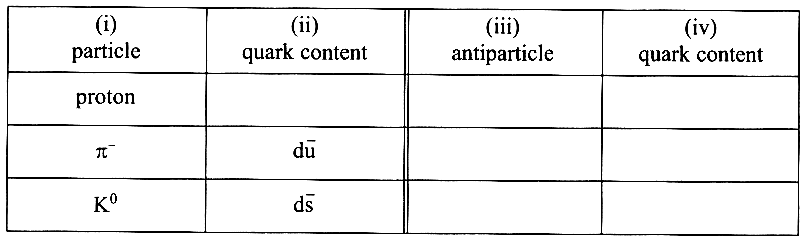 (i) (ii) (iii) (iv)
particle quark content antiparticle quark content
proton
π⁻ dū
K⁰ ds̄